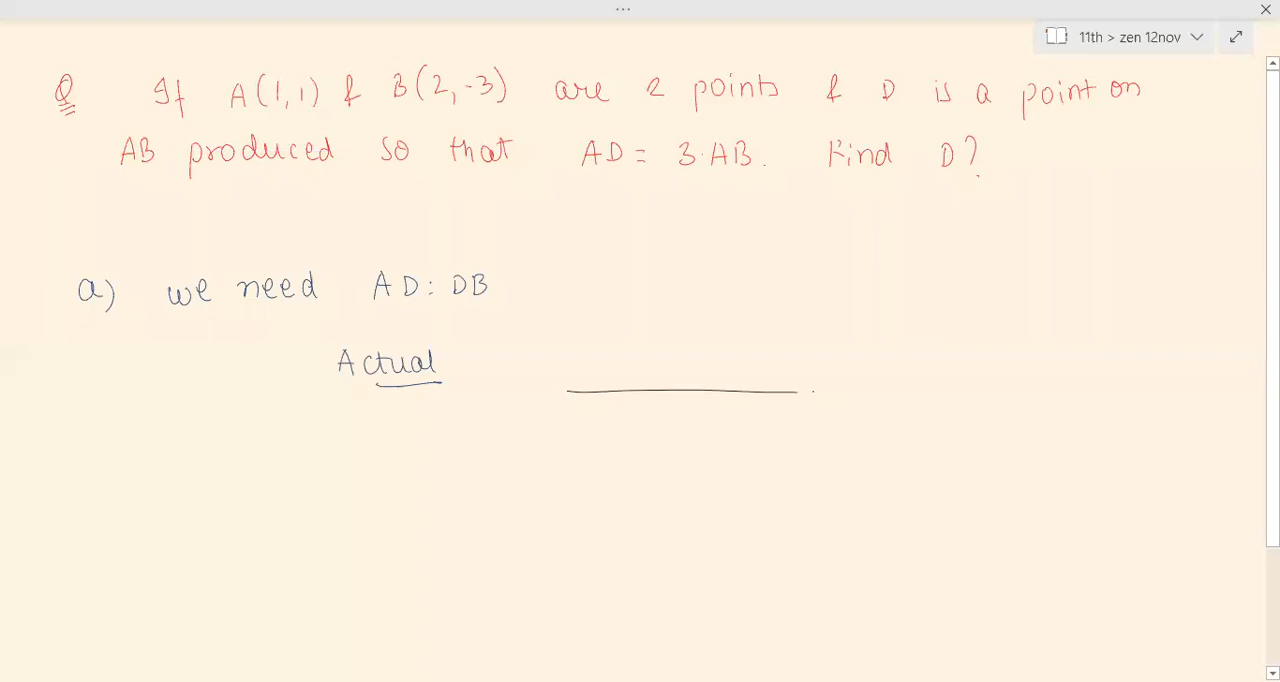 11th > zen 12nov
Q If A(1,1) & B(2,-3) are 2 points & D is a point on
AB produced so that AD = 3·AB. Find D?
a) we need AD : DB
Actual